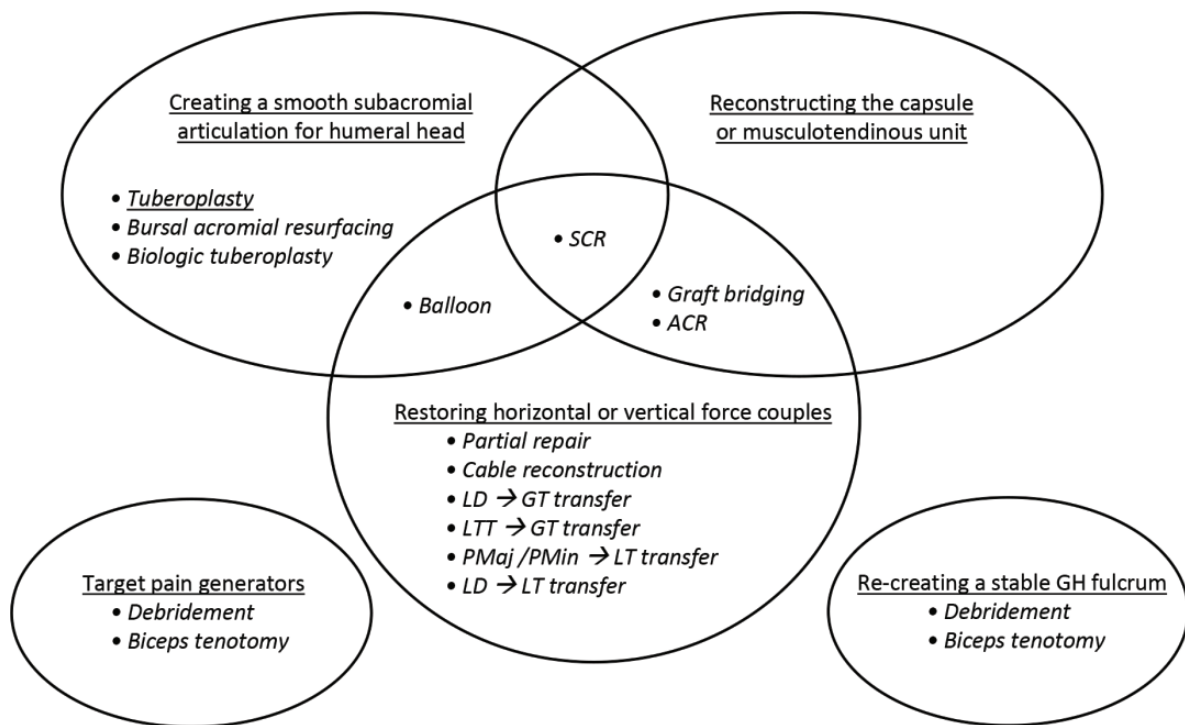 Creating a smooth subacromial
articulation for humeral head
• Tuberoplasty
• Bursal acromial resurfacing
• Biologic tuberoplasty
Reconstructing the capsule
or musculotendinous unit
• SCR
• Balloon
• Graft bridging
• ACR
Restoring horizontal or vertical force couples
• Partial repair
• Cable reconstruction
• LD → GT transfer
• LTT → GT transfer
• PMaj /PMin → LT transfer
• LD → LT transfer
Target pain generators
• Debridement
• Biceps tenotomy
Re-creating a stable GH fulcrum
• Debridement
• Biceps tenotomy